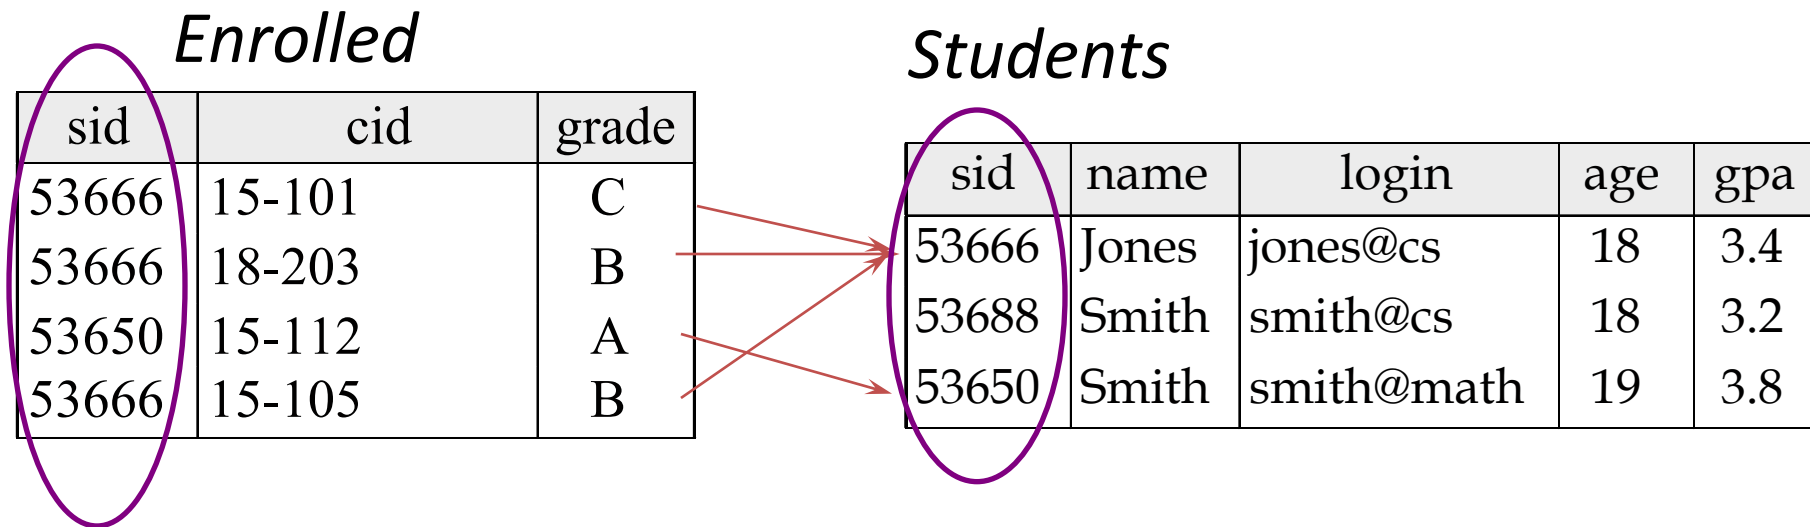 Enrolled
sid cid grade
53666 15-101 C
53666 18-203 B
53650 15-112 A
53666 15-105 B
Students
sid name login age gpa
53666 Jones jones@cs 18 3.4
53688 Smith smith@cs 18 3.2
53650 Smith smith@math 19 3.8